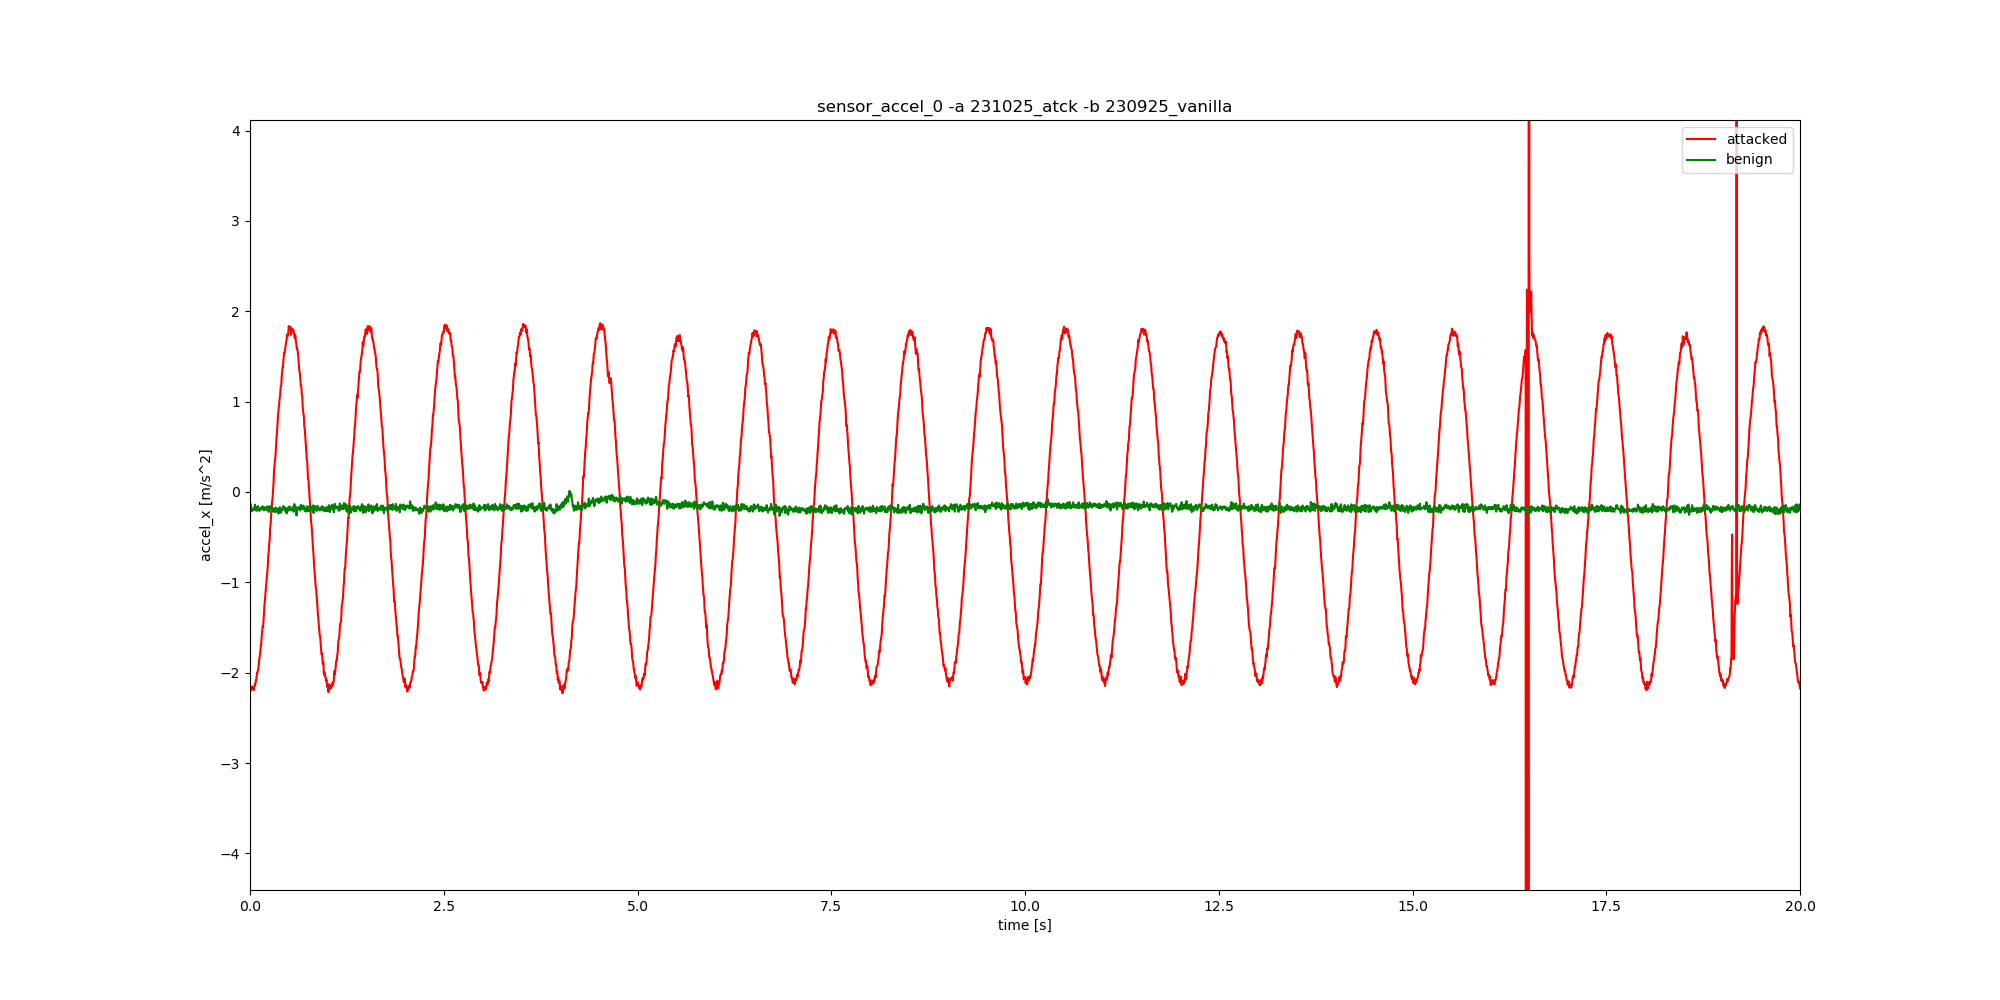 sensor_accel_0 -a 231025_atck -b 230925_vanilla
attacked
benign
4
3
2
1
0
−1
−2
−3
−4
accel_x [m/s^2]
0.0 2.5 5.0 7.5 10.0 12.5 15.0 17.5 20.0
time [s]